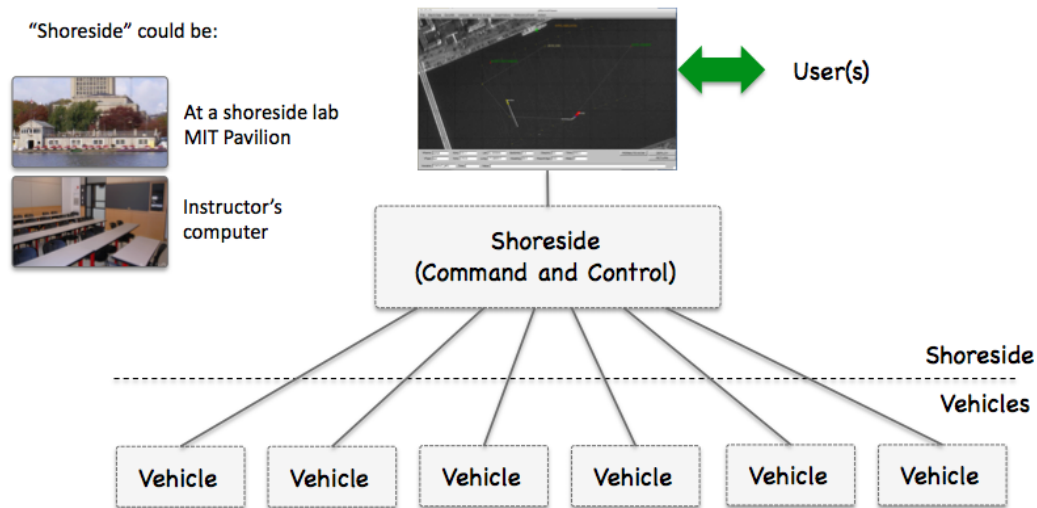 “Shoreside” could be:
At a shoreside lab
MIT Pavilion
Instructor’s
computer
User(s)
Shoreside
(Command and Control)
Shoreside
Vehicles
Vehicle
Vehicle
Vehicle
Vehicle
Vehicle
Vehicle